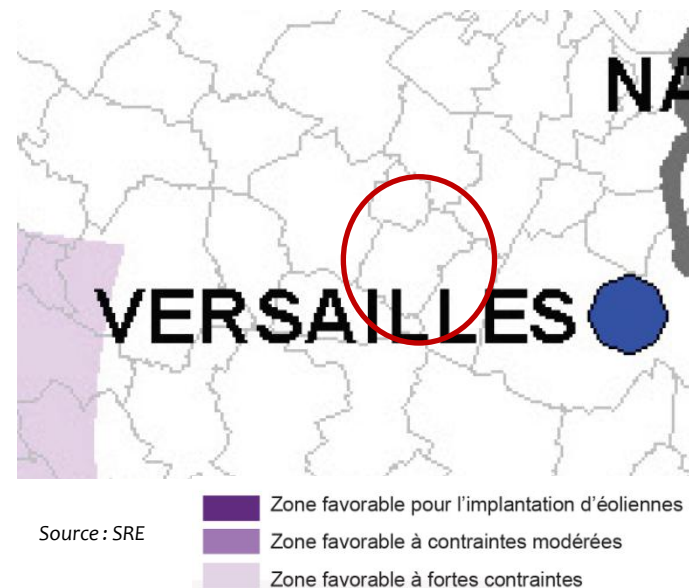 NA
VERSAILLES
Source : SRE
Zone favorable pour l'implantation d'éoliennes
Zone favorable à contraintes modérées
Zone favorable à fortes contraintes